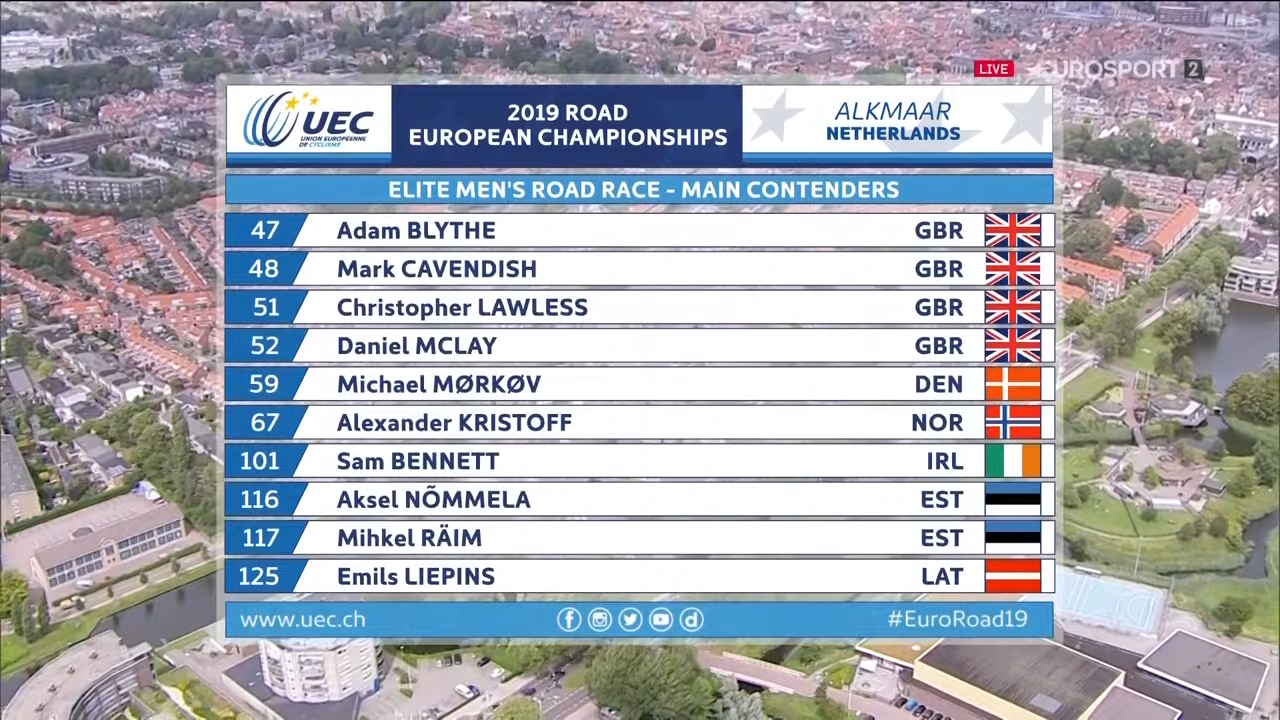 LIVE EUROSPORT 2
UEC
UNION EUROPÉENNE
DE CYCLISME
2019 ROAD
EUROPEAN CHAMPIONSHIPS
ALKMAAR
NETHERLANDS
ELITE MEN'S ROAD RACE - MAIN CONTENDERS
47 Adam BLYTHE GBR
48 Mark CAVENDISH GBR
51 Christopher LAWLESS GBR
52 Daniel MCLAY GBR
59 Michael MØRKØV DEN
67 Alexander KRISTOFF NOR
101 Sam BENNETT IRL
116 Aksel NÕMMELA EST
117 Mihkel RÄIM EST
125 Emils LIEPINS LAT
www.uec.ch #EuroRoad19